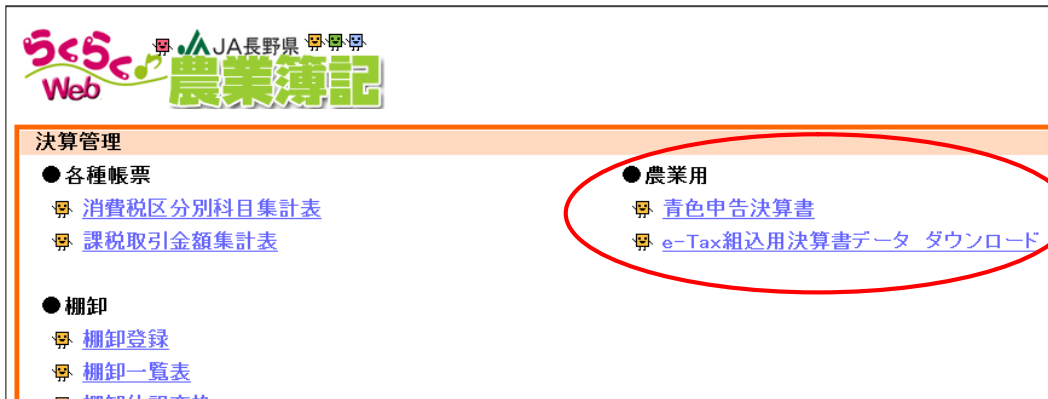 らくらく
Web
JA長野県
農業簿記
決算管理
●各種帳票
消費税区分別科目集計表
課税取引金額集計表
●農業用
青色申告決算書
e-Tax組込用決算書データ ダウンロード
●棚卸
棚卸登録
棚卸一覧表